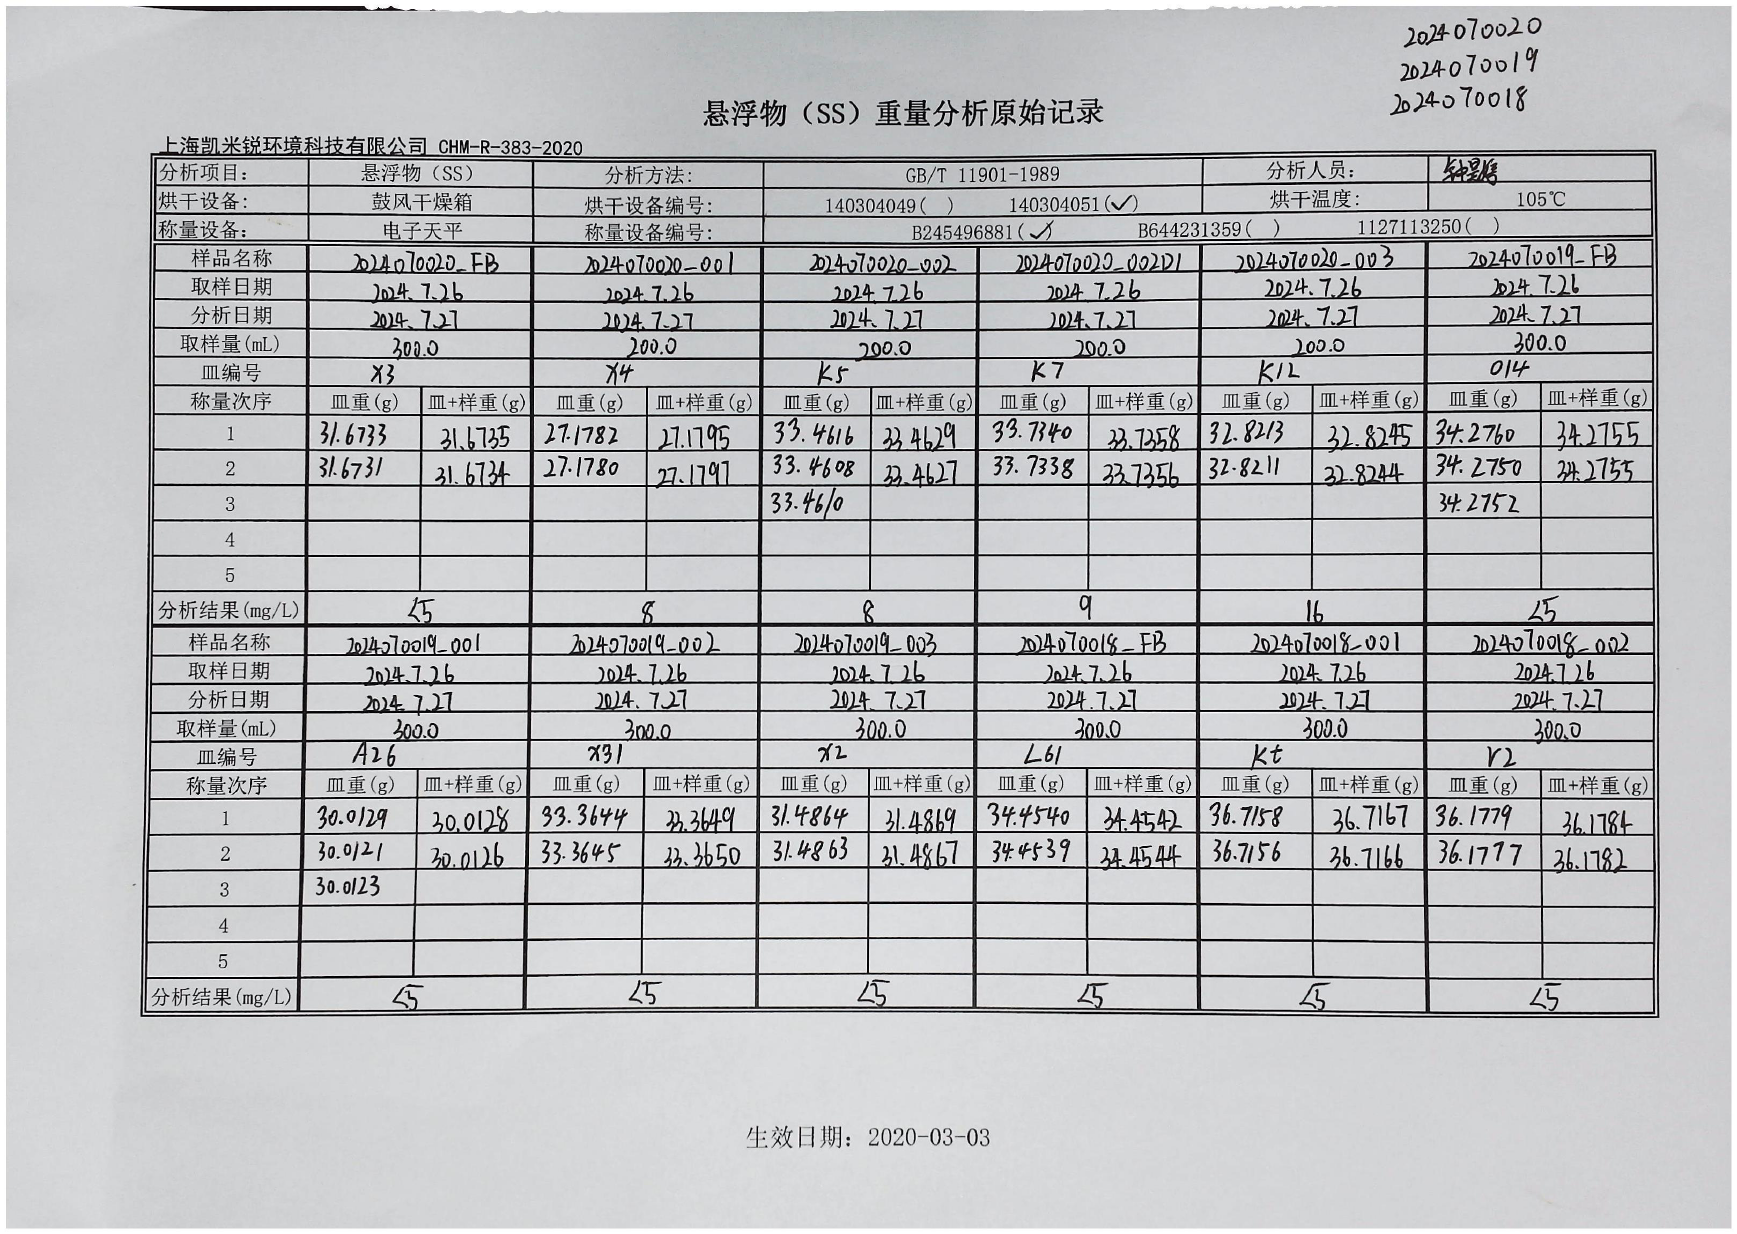 2024070020
2024070019
2024070018
悬浮物（SS）重量分析原始记录
上海凯米锐环境科技有限公司 CHM-R-383-2020
分析项目： 悬浮物（SS） 分析方法： GB/T 11901-1989 分析人员：
烘干设备： 鼓风干燥箱 烘干设备编号： 140304049( ) 140304051(✓) 烘干温度： 105℃
称量设备： 电子天平 称量设备编号： B245496881(✓) B644231359( ) 1127113250( )
样品名称 2024070020_FB 2024070020_001 2024070020_002 2024070020_002D1 2024070020_003 2024070019_FB
取样日期 2024.7.26 2024.7.26 2024.7.26 2024.7.26 2024.7.26 2024.7.26
分析日期 2024.7.27 2024.7.27 2024.7.27 2024.7.27 2024.7.27 2024.7.27
取样量(mL) 300.0 200.0 200.0 200.0 200.0 300.0
皿编号 X3 X4 K5 K7 K12 014
称量次序 皿重(g) 皿+样重(g) 皿重(g) 皿+样重(g) 皿重(g) 皿+样重(g) 皿重(g) 皿+样重(g) 皿重(g) 皿+样重(g) 皿重(g) 皿+样重(g)
1 31.6733 31.6735 27.1782 27.1795 33.4616 33.4629 33.7340 33.7358 32.8213 32.8245 34.2760 34.2755
2 31.6731 31.6734 27.1780 27.1797 33.4608 33.4627 33.7338 33.7356 32.8211 32.8244 34.2750 34.2755
3 33.4610 34.2752
4
5
分析结果(mg/L) <5 8 8 9 16 <5
样品名称 2024070019_001 2024070019_002 2024070019_003 2024070018_FB 2024070018_001 2024070018_002
取样日期 2024.7.26 2024.7.26 2024.7.26 2024.7.26 2024.7.26 2024.7.26
分析日期 2024.7.27 2024.7.27 2024.7.27 2024.7.27 2024.7.27 2024.7.27
取样量(mL) 300.0 300.0 300.0 300.0 300.0 300.0
皿编号 A26 X31 X2 L61 Kt V2
称量次序 皿重(g) 皿+样重(g) 皿重(g) 皿+样重(g) 皿重(g) 皿+样重(g) 皿重(g) 皿+样重(g) 皿重(g) 皿+样重(g) 皿重(g) 皿+样重(g)
1 30.0129 30.0128 33.3644 33.3649 31.4864 31.4869 34.4540 34.4542 36.7158 36.7167 36.1779 36.1784
2 30.0121 30.0126 33.3645 33.3650 31.4863 31.4867 34.4539 34.4544 36.7156 36.7166 36.1777 36.1782
3 30.0123
4
5
分析结果(mg/L) <5 <5 <5 <5 <5 <5
生效日期：2020-03-03